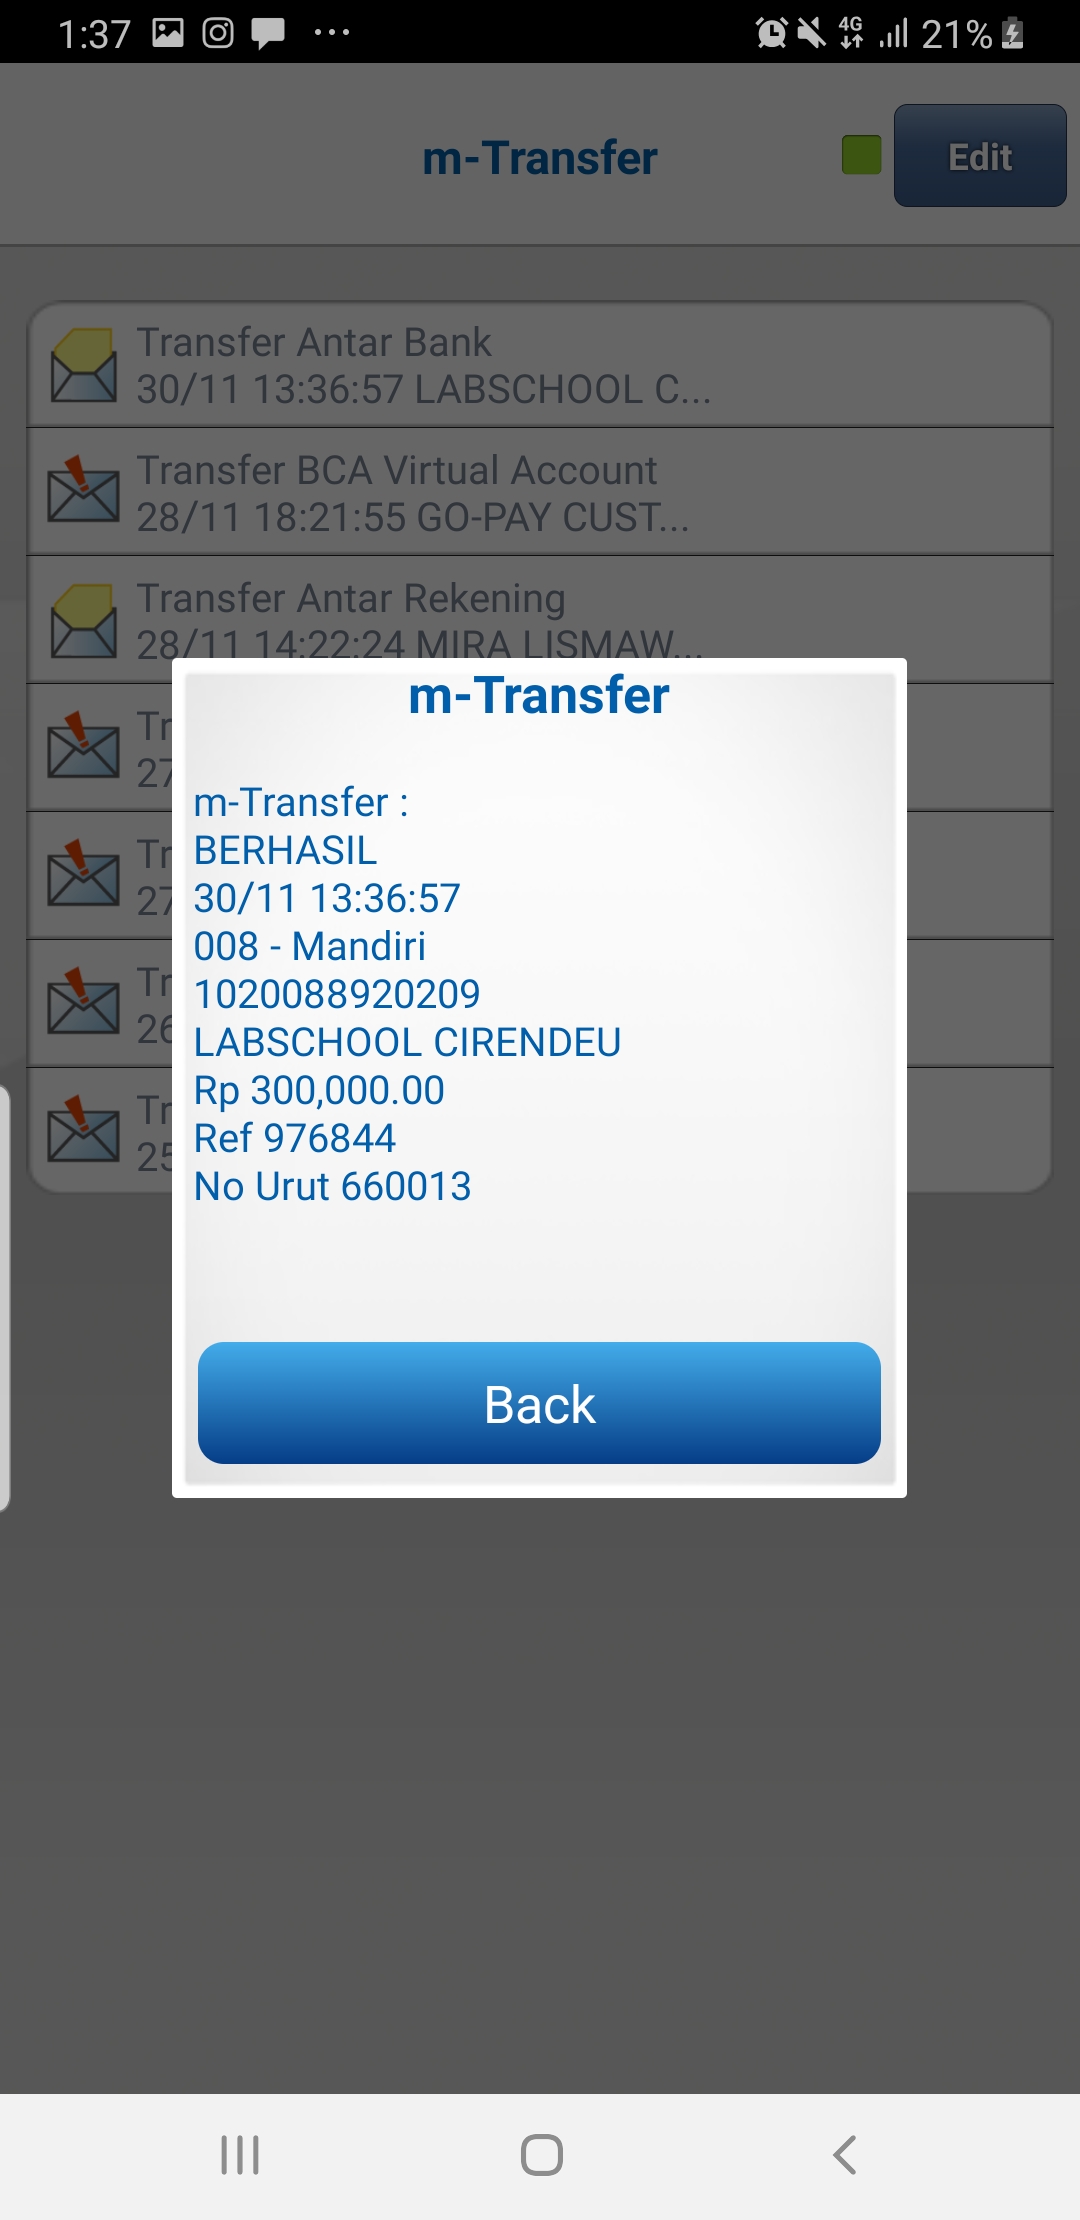 1:37
4G
21%
m-Transfer
Edit
Transfer Antar Bank
30/11 13:36:57 LABSCHOOL C...
Transfer BCA Virtual Account
28/11 18:21:55 GO-PAY CUST...
Transfer Antar Rekening
28/11 14:22:24 MIRA LISMAW...
Tr
27
Tr
27
Tr
26
Tr
25
m-Transfer
m-Transfer :
BERHASIL
30/11 13:36:57
008 - Mandiri
1020088920209
LABSCHOOL CIRENDEU
Rp 300,000.00
Ref 976844
No Urut 660013
Back